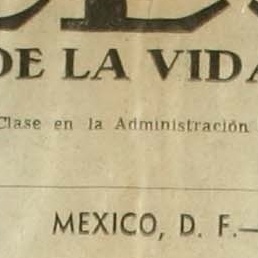 DE LA VIDA
Clase en la Administración
MEXICO, D. F.—